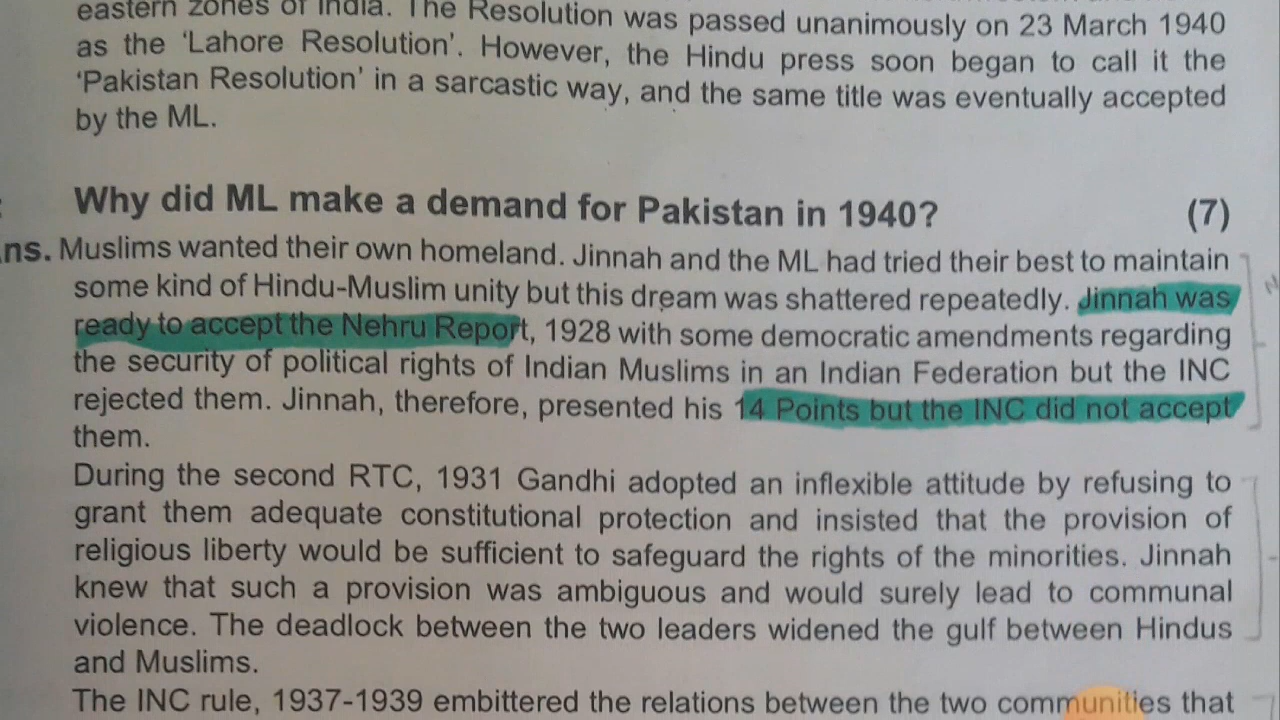 eastern zones of India. The Resolution was passed unanimously on 23 March 1940
as the 'Lahore Resolution'. However, the Hindu press soon began to call it the
'Pakistan Resolution' in a sarcastic way, and the same title was eventually accepted
by the ML.
Why did ML make a demand for Pakistan in 1940? (7)
ns. Muslims wanted their own homeland. Jinnah and the ML had tried their best to maintain
some kind of Hindu-Muslim unity but this dream was shattered repeatedly. Jinnah was
ready to accept the Nehru Report, 1928 with some democratic amendments regarding
the security of political rights of Indian Muslims in an Indian Federation but the INC
rejected them. Jinnah, therefore, presented his 14 Points but the INC did not accept
them.
During the second RTC, 1931 Gandhi adopted an inflexible attitude by refusing to
grant them adequate constitutional protection and insisted that the provision of
religious liberty would be sufficient to safeguard the rights of the minorities. Jinnah
knew that such a provision was ambiguous and would surely lead to communal
violence. The deadlock between the two leaders widened the gulf between Hindus
and Muslims.
The INC rule, 1937-1939 embittered the relations between the two communities that